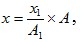 x = x₁/A₁ × A,